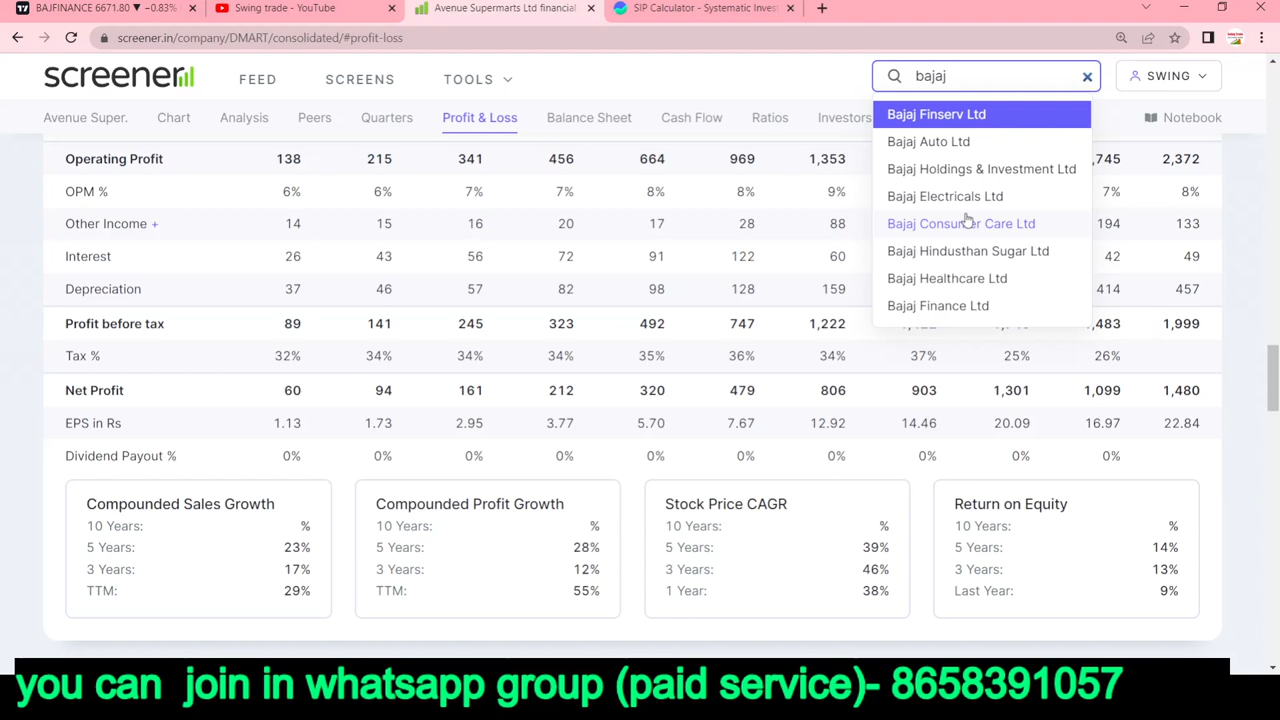 BAJFINANCE 6671.80 ▼ −0.83%
Swing trade - YouTube
Avenue Supermarts Ltd financial
SIP Calculator - Systematic Invest
screener.in/company/DMART/consolidated/#profit-loss
screener
FEED
SCREENS
TOOLS
bajaj
SWING
Avenue Super.
Chart
Analysis
Peers
Quarters
Profit & Loss
Balance Sheet
Cash Flow
Ratios
Investors
Notebook
Bajaj Finserv Ltd
Bajaj Auto Ltd
Bajaj Holdings & Investment Ltd
Bajaj Electricals Ltd
Bajaj Consumer Care Ltd
Bajaj Hindusthan Sugar Ltd
Bajaj Healthcare Ltd
Bajaj Finance Ltd
Operating Profit 138 215 341 456 664 969 1,353 ,745 2,372
OPM % 6% 6% 7% 7% 8% 8% 9% 7% 8%
Other Income + 14 15 16 20 17 28 88 194 133
Interest 26 43 56 72 91 122 60 42 49
Depreciation 37 46 57 82 98 128 159 414 457
Profit before tax 89 141 245 323 492 747 1,222 ,483 1,999
Tax % 32% 34% 34% 34% 35% 36% 34% 37% 25% 26%
Net Profit 60 94 161 212 320 479 806 903 1,301 1,099 1,480
EPS in Rs 1.13 1.73 2.95 3.77 5.70 7.67 12.92 14.46 20.09 16.97 22.84
Dividend Payout % 0% 0% 0% 0% 0% 0% 0% 0% 0% 0%
Compounded Sales Growth
10 Years: %
5 Years: 23%
3 Years: 17%
TTM: 29%
Compounded Profit Growth
10 Years: %
5 Years: 28%
3 Years: 12%
TTM: 55%
Stock Price CAGR
10 Years: %
5 Years: 39%
3 Years: 46%
1 Year: 38%
Return on Equity
10 Years: %
5 Years: 14%
3 Years: 13%
Last Year: 9%
you can join in whatsapp group (paid service)- 8658391057